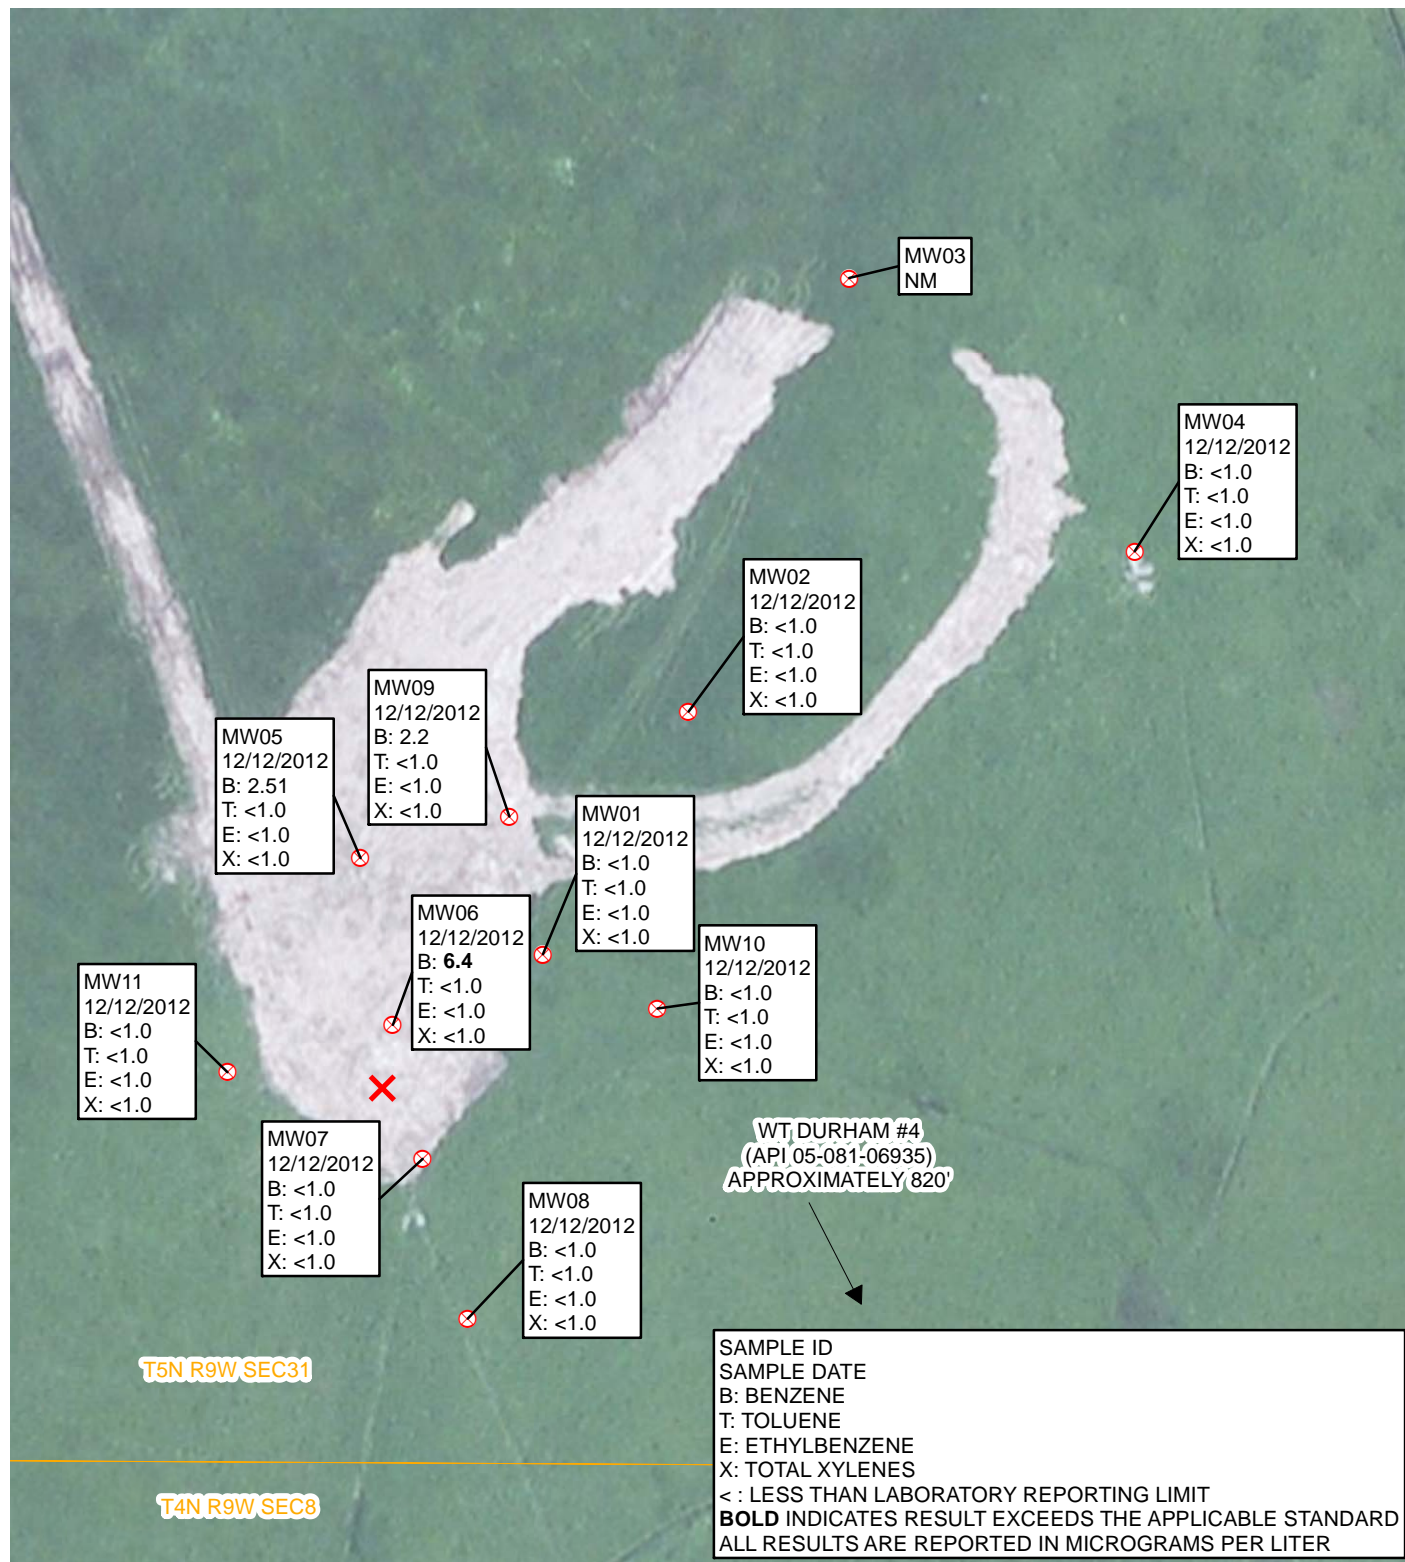 MW03
NM
MW04
12/12/2012
B: <1.0
T: <1.0
E: <1.0
X: <1.0
MW02
12/12/2012
B: <1.0
T: <1.0
E: <1.0
X: <1.0
MW09
12/12/2012
B: 2.2
T: <1.0
E: <1.0
X: <1.0
MW05
12/12/2012
B: 2.51
T: <1.0
E: <1.0
X: <1.0
MW01
12/12/2012
B: <1.0
T: <1.0
E: <1.0
X: <1.0
MW06
12/12/2012
B: 6.4
T: <1.0
E: <1.0
X: <1.0
MW10
12/12/2012
B: <1.0
T: <1.0
E: <1.0
X: <1.0
MW11
12/12/2012
B: <1.0
T: <1.0
E: <1.0
X: <1.0
MW07
12/12/2012
B: <1.0
T: <1.0
E: <1.0
X: <1.0
WT DURHAM #4
(API 05-081-06935)
APPROXIMATELY 820'
MW08
12/12/2012
B: <1.0
T: <1.0
E: <1.0
X: <1.0
T5N R9W SEC31
T4N R9W SEC8
SAMPLE ID
SAMPLE DATE
B: BENZENE
T: TOLUENE
E: ETHYLBENZENE
X: TOTAL XYLENES
< : LESS THAN LABORATORY REPORTING LIMIT
BOLD INDICATES RESULT EXCEEDS THE APPLICABLE STANDARD
ALL RESULTS ARE REPORTED IN MICROGRAMS PER LITER